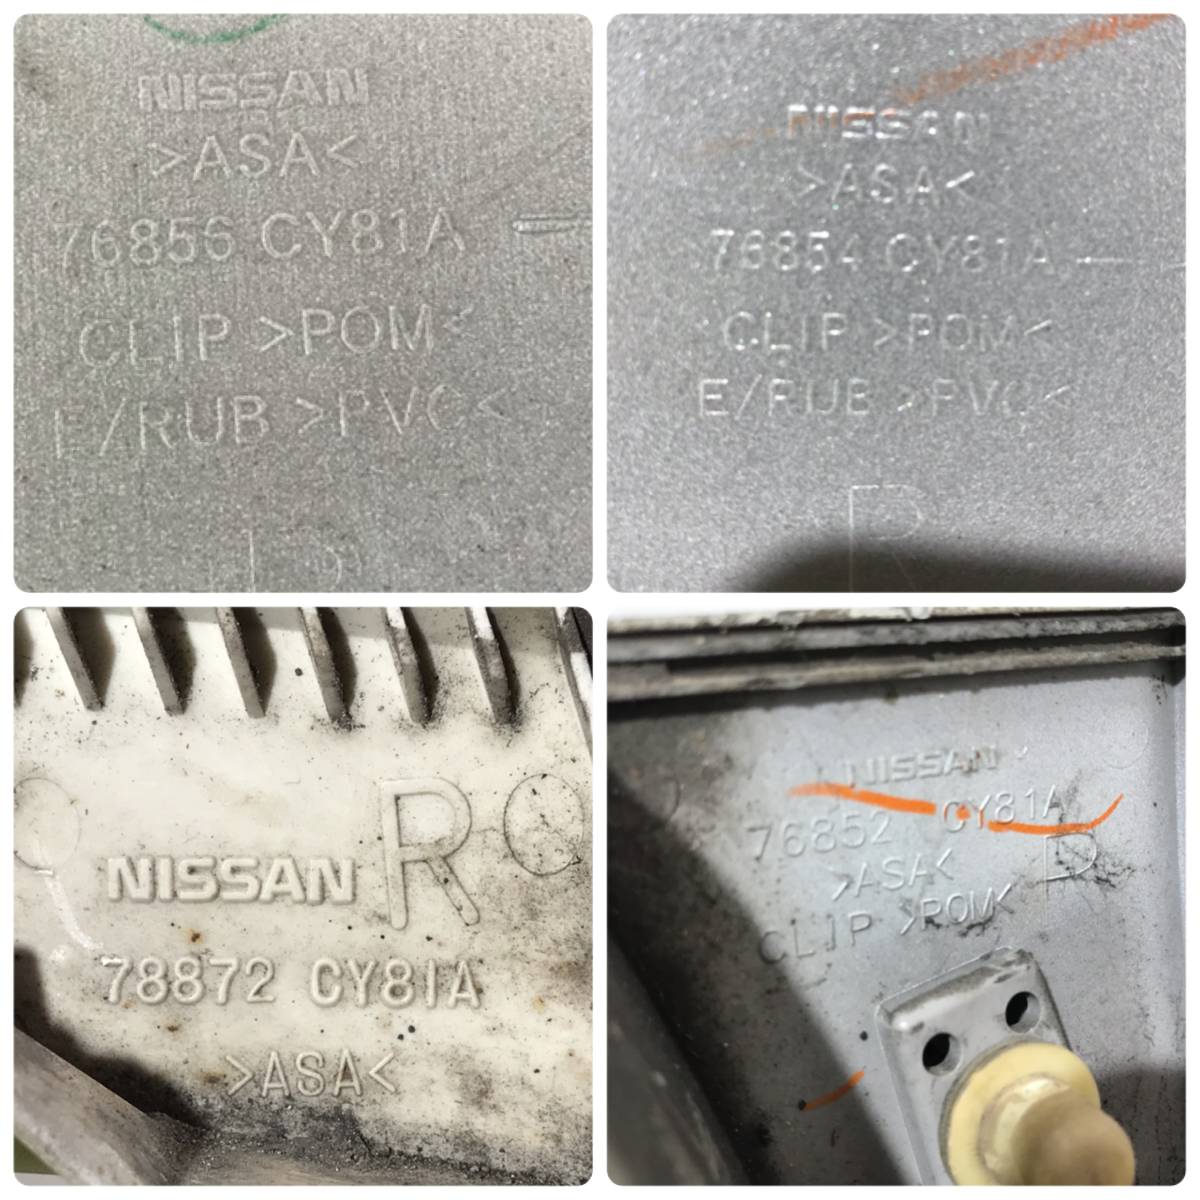 NISSAN
>ASA<
76856 CY81A
CLIP >POM<
E/RUB >PVC<
NISSAN
>ASA<
76854 CY81A
CLIP >POM<
E/RUB >PVC<
R
R
NISSAN
78872 CY81A
>ASA<
NISSAN
76852 CY81A
>ASA<
R
CLIP >POM<